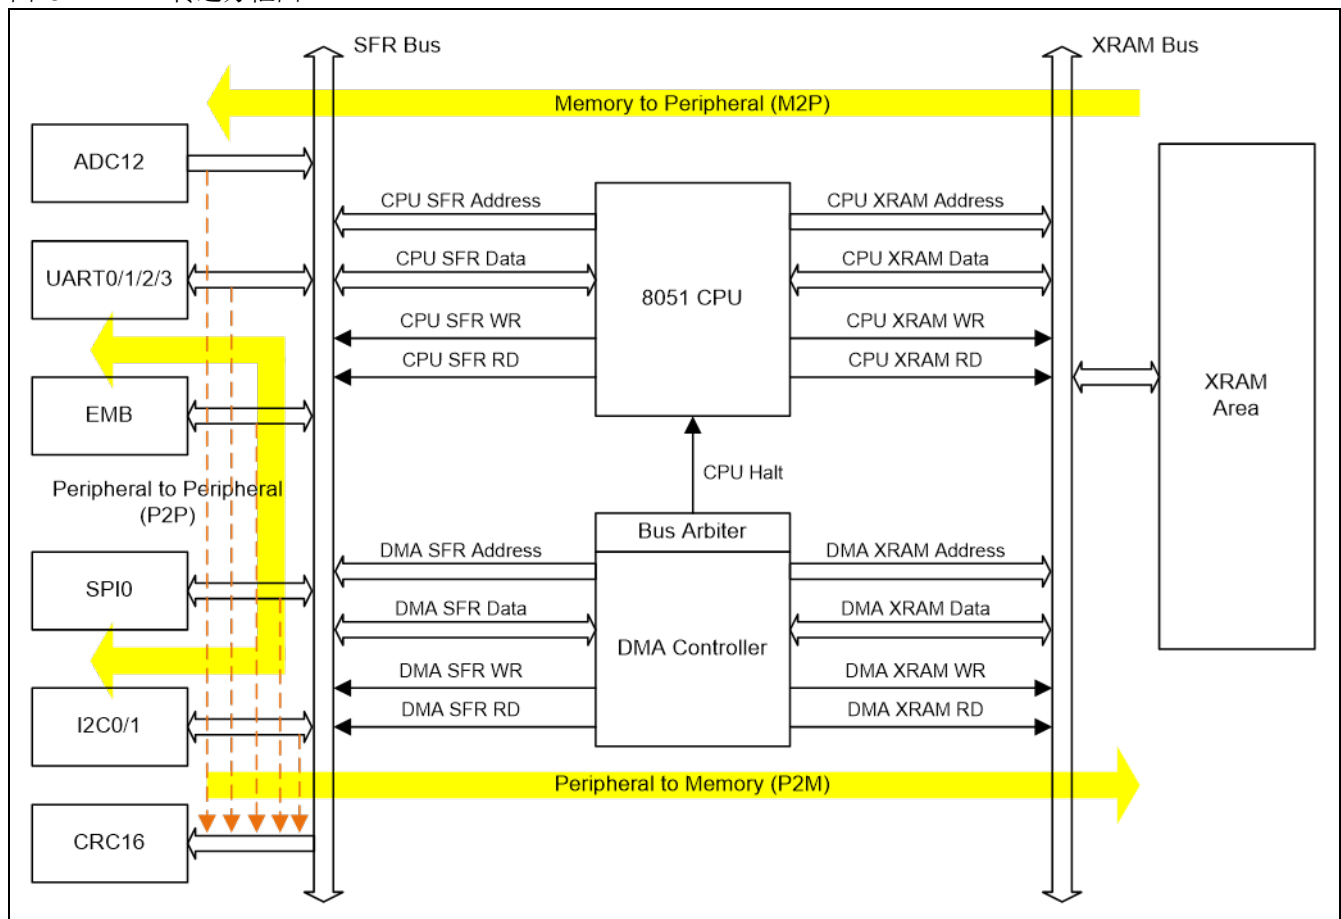 SFR Bus
XRAM Bus
Memory to Peripheral (M2P)
ADC12
CPU SFR Address
CPU XRAM Address
UART0/1/2/3
CPU SFR Data
CPU XRAM Data
8051 CPU
CPU SFR WR
CPU XRAM WR
CPU SFR RD
CPU XRAM RD
XRAM
Area
EMB
CPU Halt
Peripheral to Peripheral
(P2P)
Bus Arbiter
DMA SFR Address
DMA XRAM Address
SPI0
DMA SFR Data
DMA XRAM Data
DMA Controller
DMA SFR WR
DMA XRAM WR
I2C0/1
DMA SFR RD
DMA XRAM RD
Peripheral to Memory (P2M)
CRC16